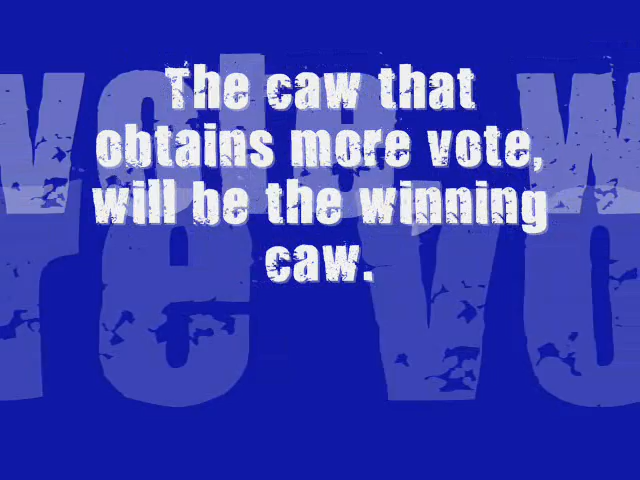 The caw that
obtains more vote,
will be the winning
caw.